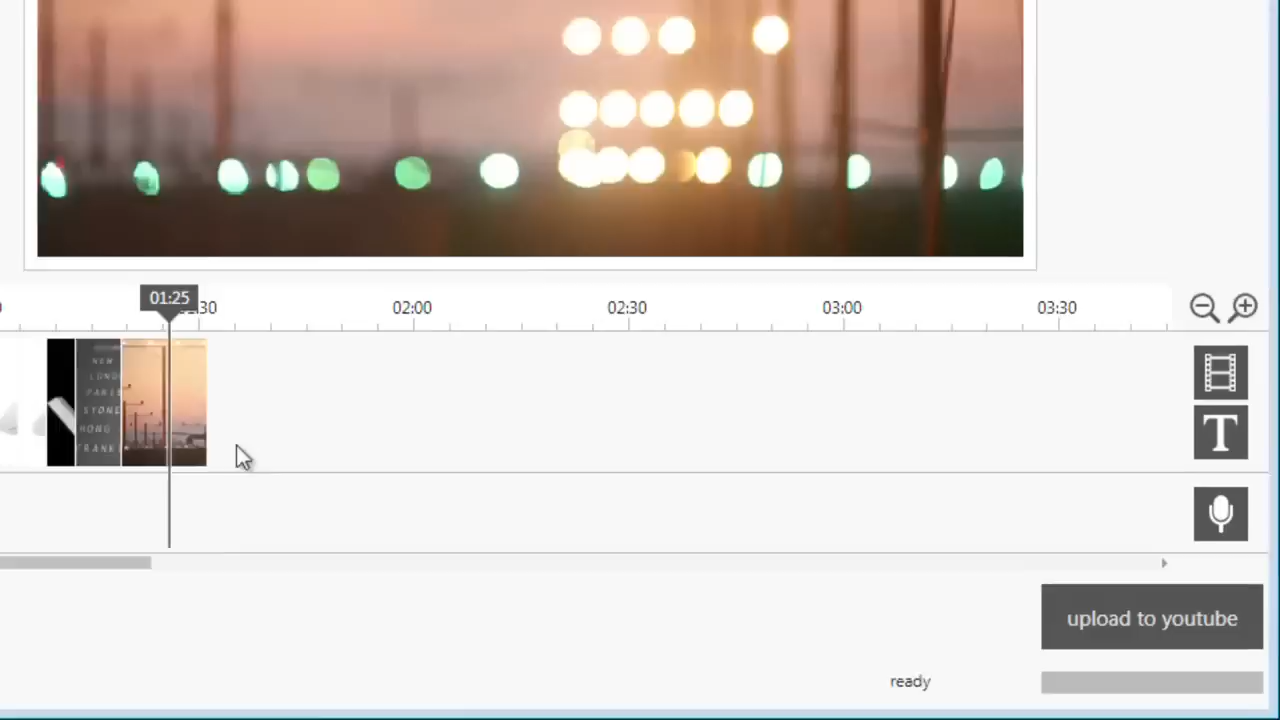 01:25
:30
02:00
02:30
03:00
03:30
NEW
LOND
PARIS
SYDNE
HONG
FRANK
T
upload to youtube
ready